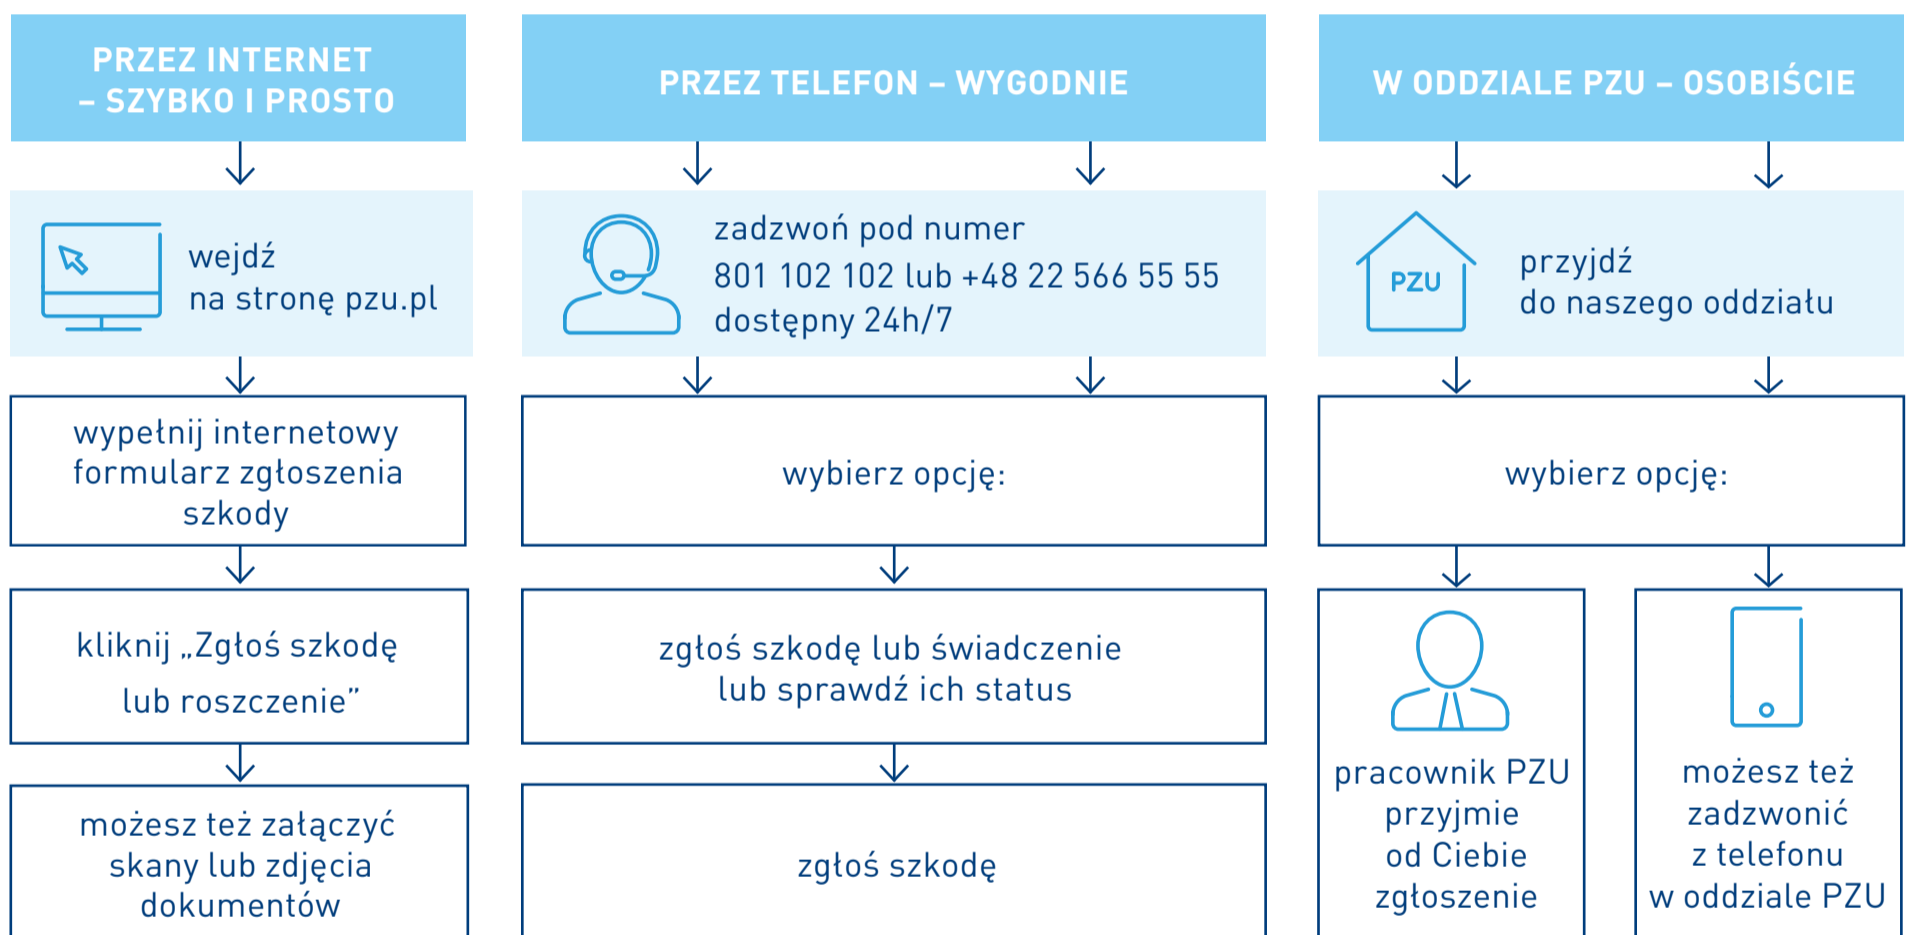 PRZEZ INTERNET
– SZYBKO I PROSTO
wejdź
na stronę pzu.pl
wypełnij internetowy
formularz zgłoszenia
szkody
kliknij „Zgłoś szkodę
lub roszczenie”
możesz też załączyć
skany lub zdjęcia
dokumentów
PRZEZ TELEFON – WYGODNIE
zadzwoń pod numer
801 102 102 lub +48 22 566 55 55
dostępny 24h/7
wybierz opcję:
zgłoś szkodę lub świadczenie
lub sprawdź ich status
zgłoś szkodę
W ODDZIALE PZU – OSOBIŚCIE
PZU
przyjdź
do naszego oddziału
wybierz opcję:
pracownik PZU
przyjmie
od Ciebie
zgłoszenie
możesz też
zadzwonić
z telefonu
w oddziale PZU